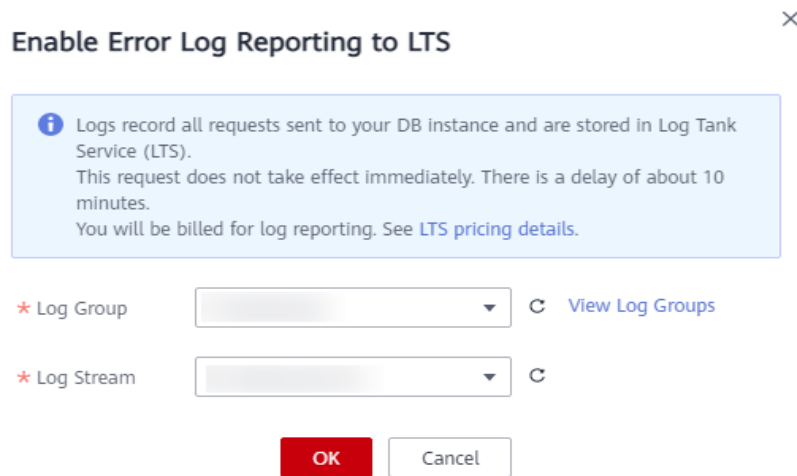 Enable Error Log Reporting to LTS
Logs record all requests sent to your DB instance and are stored in Log Tank
Service (LTS).
This request does not take effect immediately. There is a delay of about 10
minutes.
You will be billed for log reporting. See LTS pricing details.
* Log Group
View Log Groups
* Log Stream
OK
Cancel